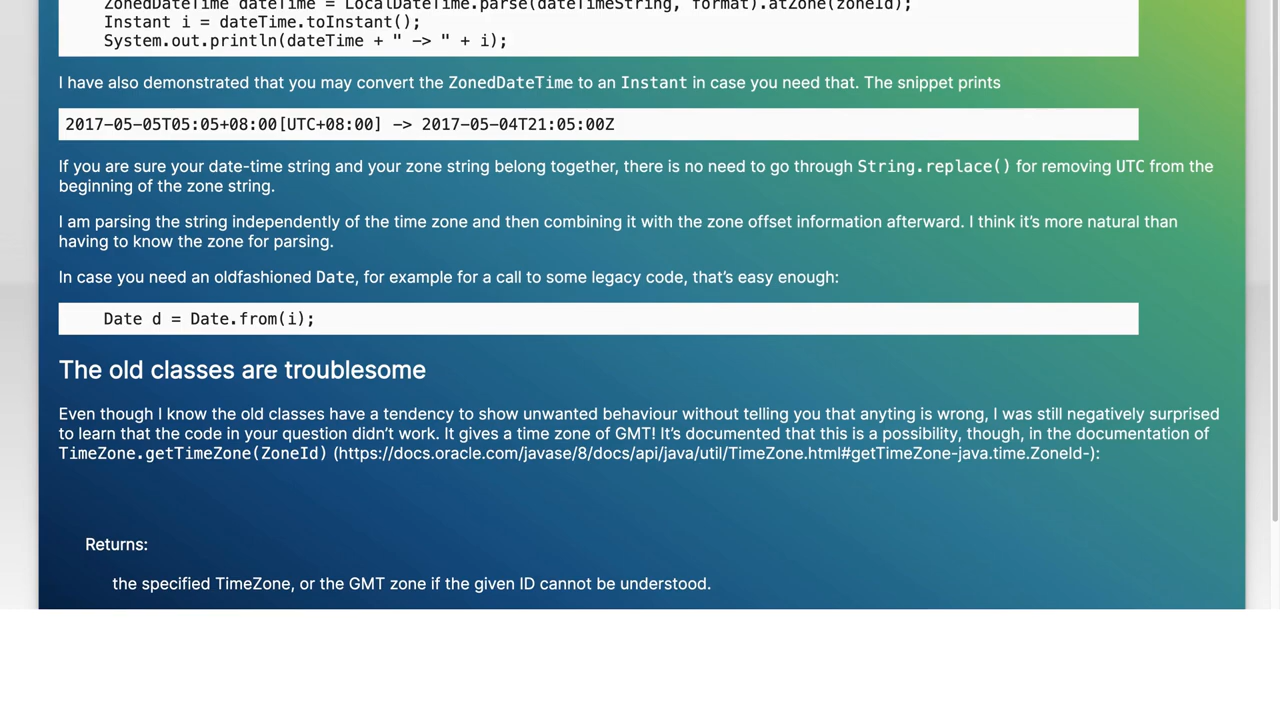 ZonedDateTime dateTime = LocalDateTime.parse(dateTimeString, format).atZone(zoneId);
Instant i = dateTime.toInstant();
System.out.println(dateTime + " -> " + i);
I have also demonstrated that you may convert the ZonedDateTime to an Instant in case you need that. The snippet prints
2017-05-05T05:05+08:00[UTC+08:00] -> 2017-05-04T21:05:00Z
If you are sure your date-time string and your zone string belong together, there is no need to go through String.replace() for removing UTC from the
beginning of the zone string.
I am parsing the string independently of the time zone and then combining it with the zone offset information afterward. I think it’s more natural than
having to know the zone for parsing.
In case you need an oldfashioned Date, for example for a call to some legacy code, that’s easy enough:
Date d = Date.from(i);
The old classes are troublesome
Even though I know the old classes have a tendency to show unwanted behaviour without telling you that anyting is wrong, I was still negatively surprised
to learn that the code in your question didn’t work. It gives a time zone of GMT! It’s documented that this is a possibility, though, in the documentation of
TimeZone.getTimeZone(ZoneId) (https://docs.oracle.com/javase/8/docs/api/java/util/TimeZone.html#getTimeZone-java.time.ZoneId-):
Returns:
the specified TimeZone, or the GMT zone if the given ID cannot be understood.